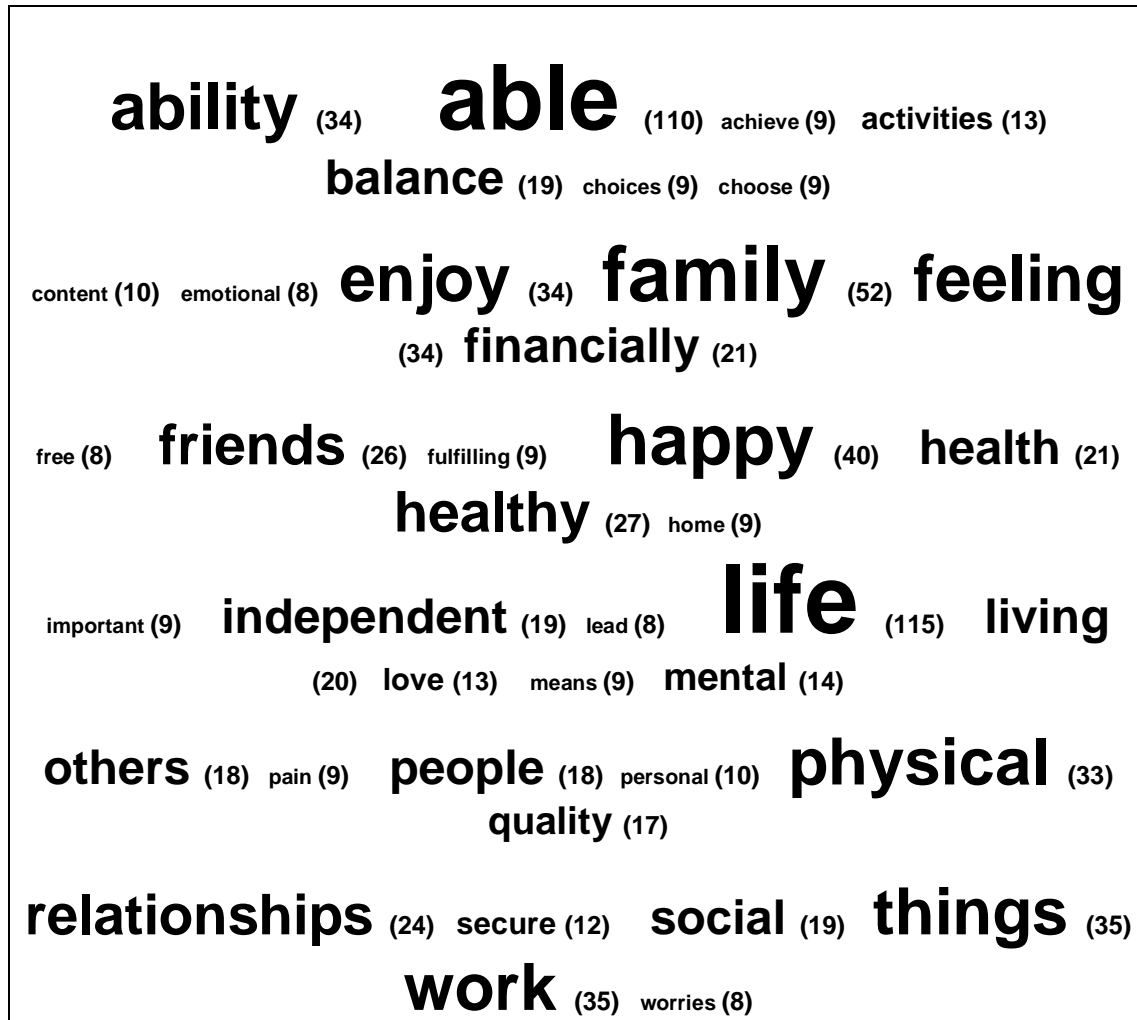 ability (34) able (110) achieve (9) activities (13)
balance (19) choices (9) choose (9)
content (10) emotional (8) enjoy (34) family (52) feeling
(34) financially (21)
free (8) friends (26) fulfilling (9) happy (40) health (21)
healthy (27) home (9)
important (9) independent (19) lead (8) life (115) living
(20) love (13) means (9) mental (14)
others (18) pain (9) people (18) personal (10) physical (33)
quality (17)
relationships (24) secure (12) social (19) things (35)
work (35) worries (8)